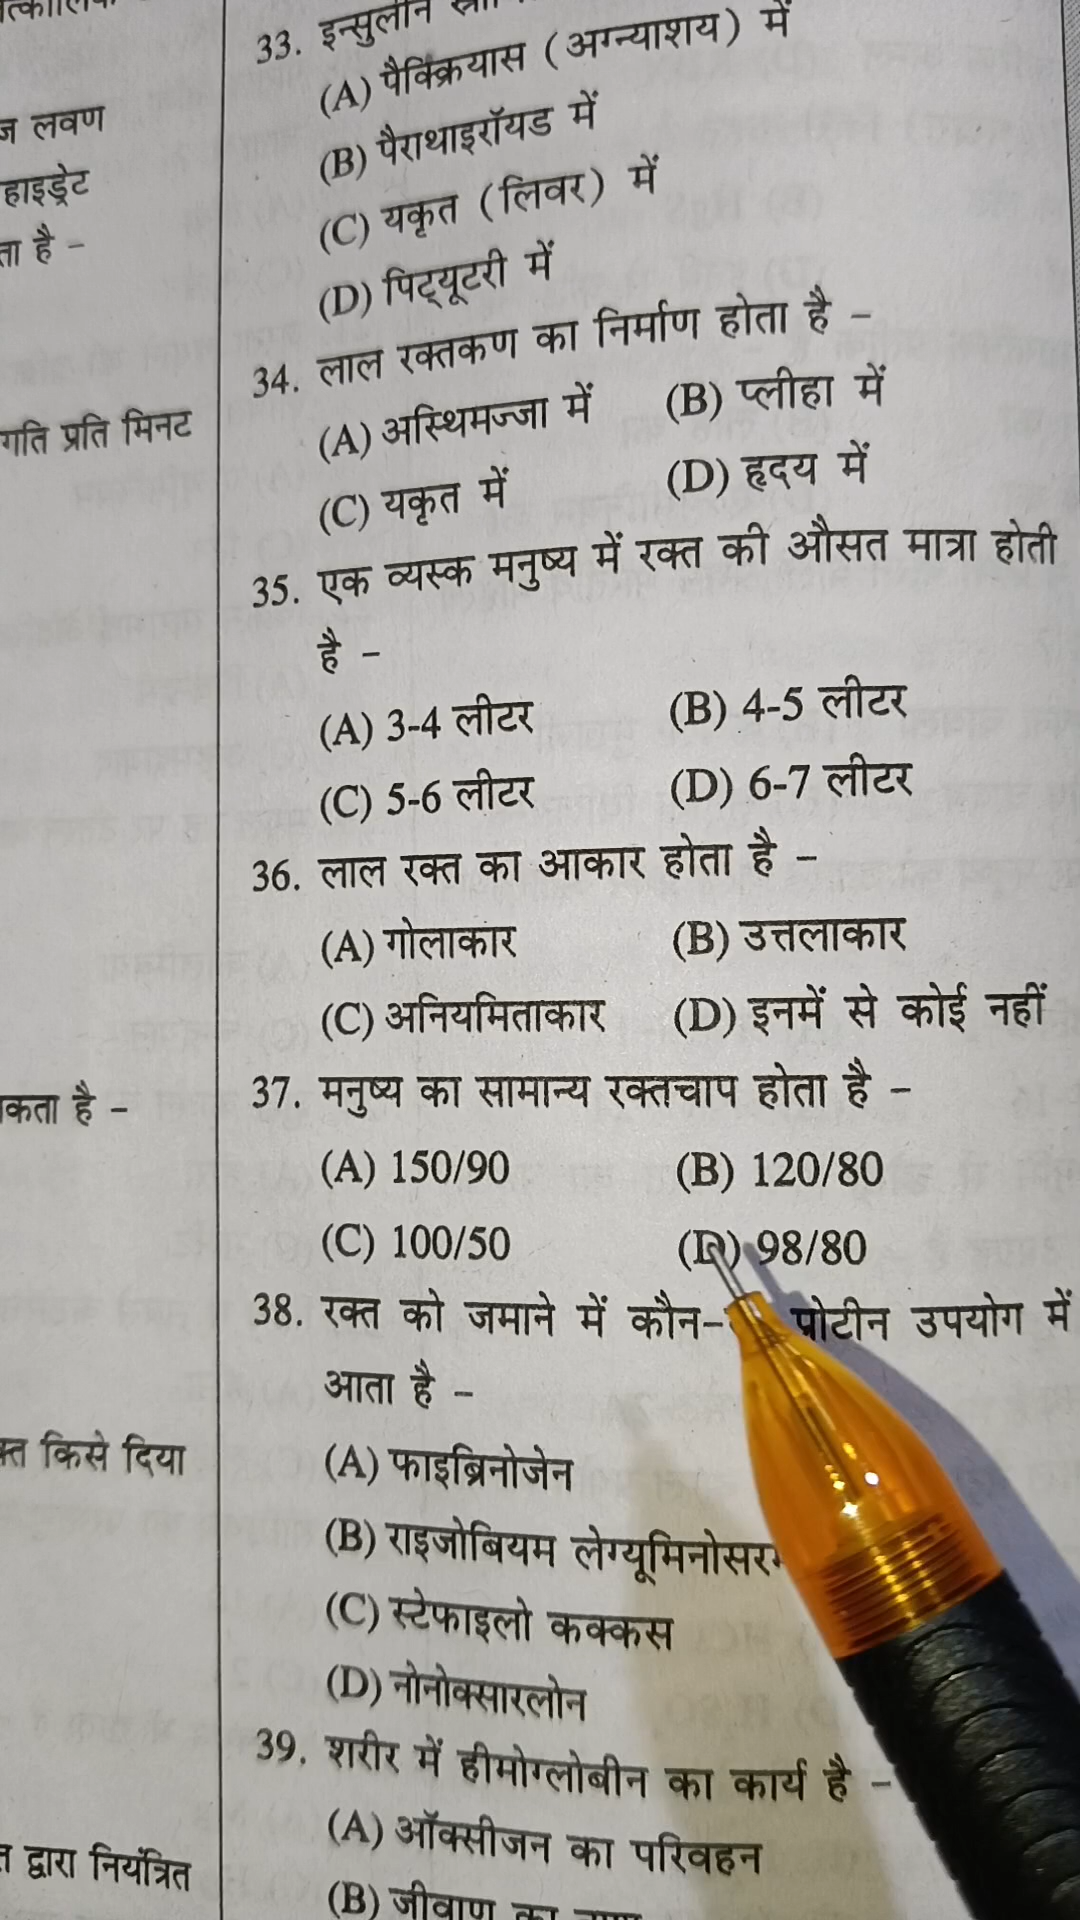 ज लवण
हाइड्रेट
ता है -
गति प्रति मिनट
कता है -
किसे दिया
द्वारा नियंत्रित
33. इन्सुलीन
(A) पैक्क्रियास (अग्न्याशय) में
(B) पैराथाइरॉयड में
(C) यकृत (लिवर) में
(D) पिट्यूटरी में
34. लाल रक्तकण का निर्माण होता है -
(A) अस्थिमज्जा में (B) प्लीहा में
(C) यकृत में (D) हृदय में
35. एक व्यस्क मनुष्य में रक्त की औसत मात्रा होती
है -
(A) 3-4 लीटर (B) 4-5 लीटर
(C) 5-6 लीटर (D) 6-7 लीटर
36. लाल रक्त का आकार होता है -
(A) गोलाकार (B) उत्तलाकार
(C) अनियमिताकार (D) इनमें से कोई नहीं
37. मनुष्य का सामान्य रक्तचाप होता है -
(A) 150/90 (B) 120/80
(C) 100/50 (D) 98/80
38. रक्त को जमाने में कौन- प्रोटीन उपयोग में
आता है -
(A) फाइब्रिनोजेन
(B) राइजोबियम
(C) स्टेफाइलो कक्कस
(D) नोनोक्सारलोन
39. शरीर में हीमोग्लोबीन का कार्य है -
(A) ऑक्सीजन का परिवहन
(B) जीवाणु का